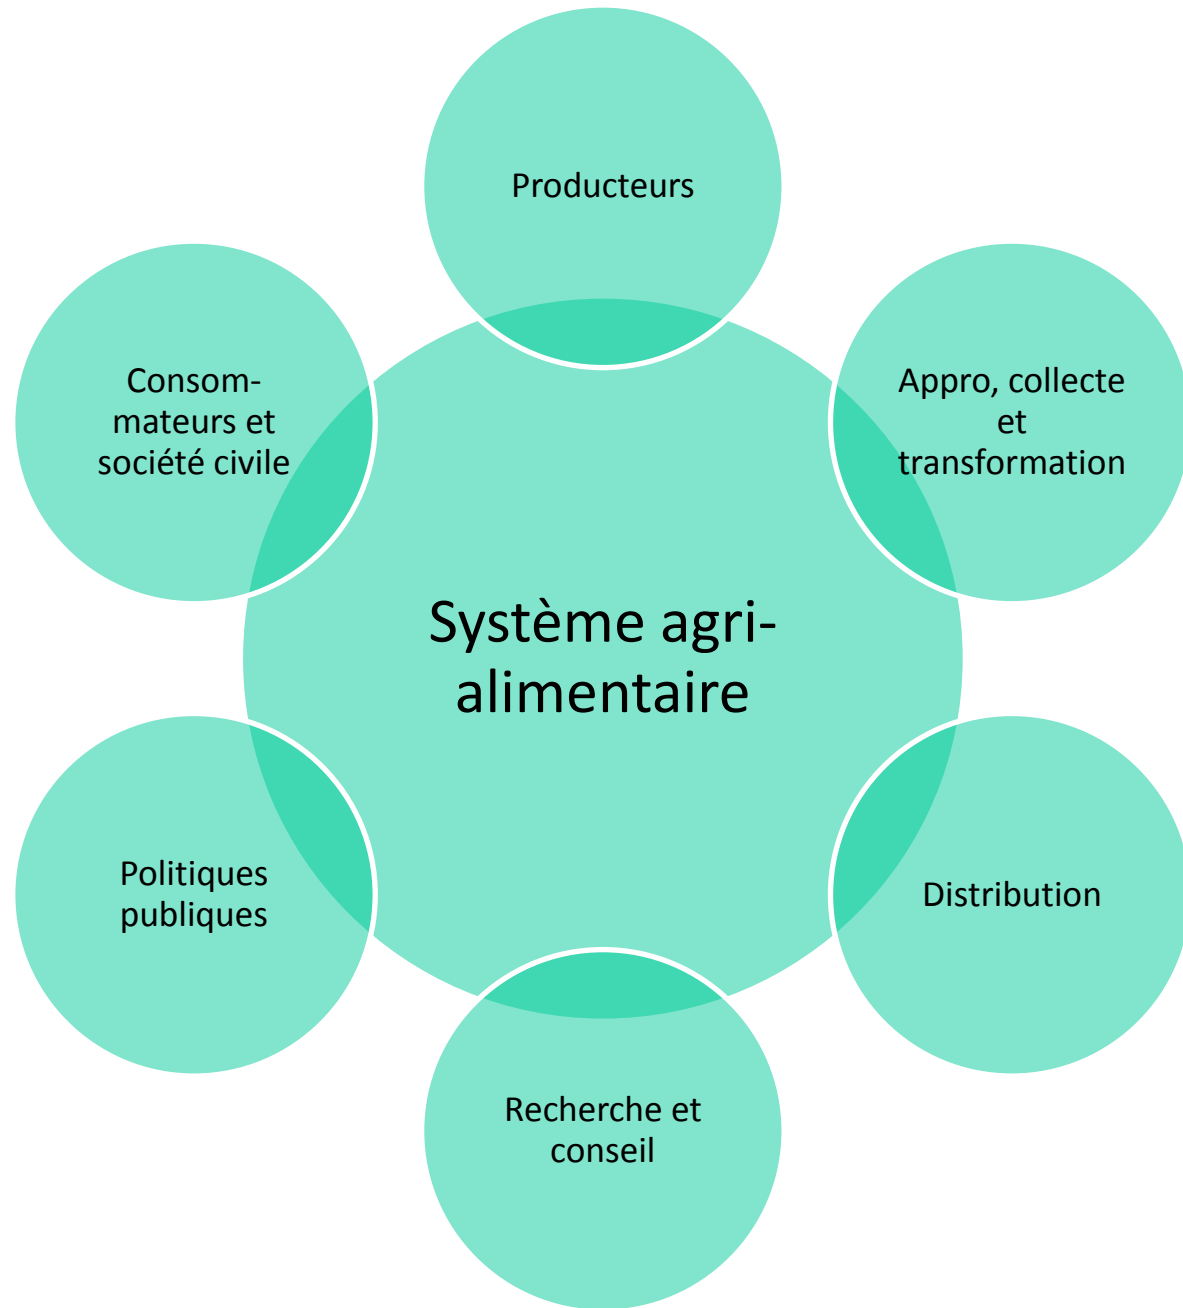 Producteurs
Appro, collecte
et
transformation
Distribution
Recherche et
conseil
Politiques
publiques
Consom-
mateurs et
société civile
Système agri-
alimentaire